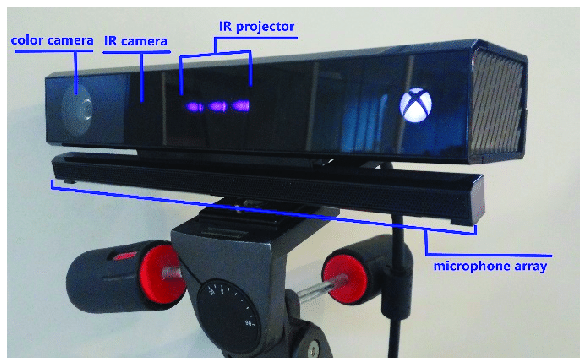 IR projector
color camera
IR camera
microphone array